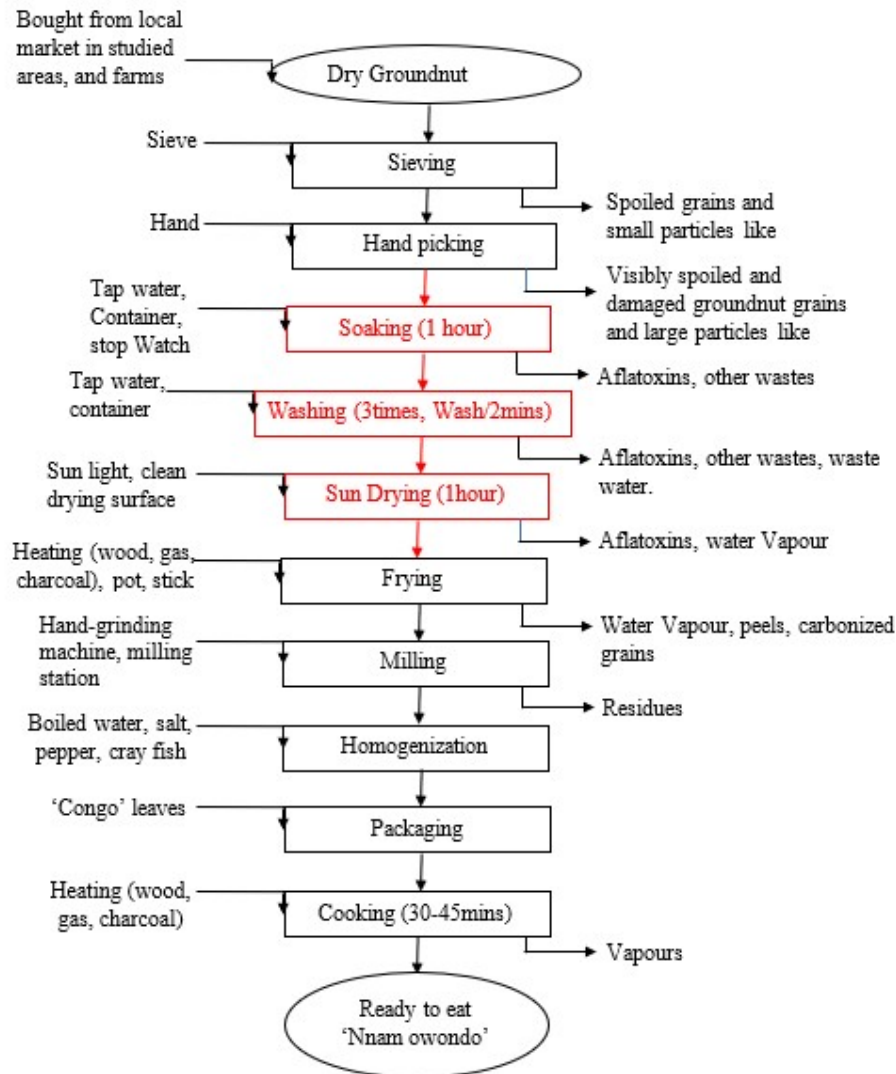 Bought from local
market in studied
areas, and farms
Dry Groundnut
Sieve
Sieving
Spoiled grains and
small particles like
Hand
Hand picking
Visibly spoiled and
damaged groundnut grains
and large particles like
Tap water,
Container,
stop Watch
Soaking (1 hour)
Aflatoxins, other wastes
Tap water,
container
Washing (3times, Wash/2mins)
Aflatoxins, other wastes, waste
water.
Sun light, clean
drying surface
Sun Drying (1hour)
Aflatoxins, water Vapour
Heating (wood, gas,
charcoal), pot, stick
Frying
Water Vapour, peels, carbonized
grains
Hand-grinding
machine, milling
station
Milling
Residues
Boiled water, salt,
pepper, cray fish
Homogenization
‘Congo’ leaves
Packaging
Heating (wood,
gas, charcoal)
Cooking (30-45mins)
Vapours
Ready to eat
‘Nnam owondo’